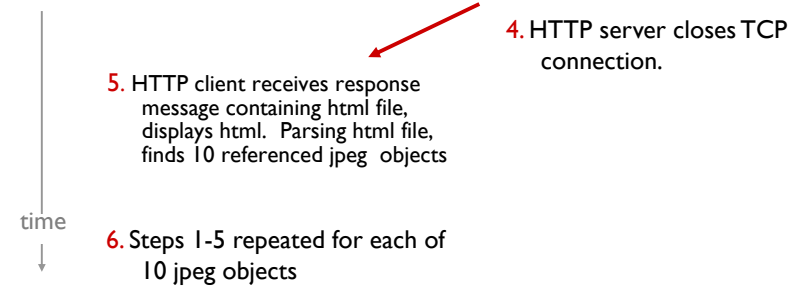 4. HTTP server closes TCP
connection.
5. HTTP client receives response
message containing html file,
displays html. Parsing html file,
finds 10 referenced jpeg objects
time
6. Steps 1-5 repeated for each of
10 jpeg objects